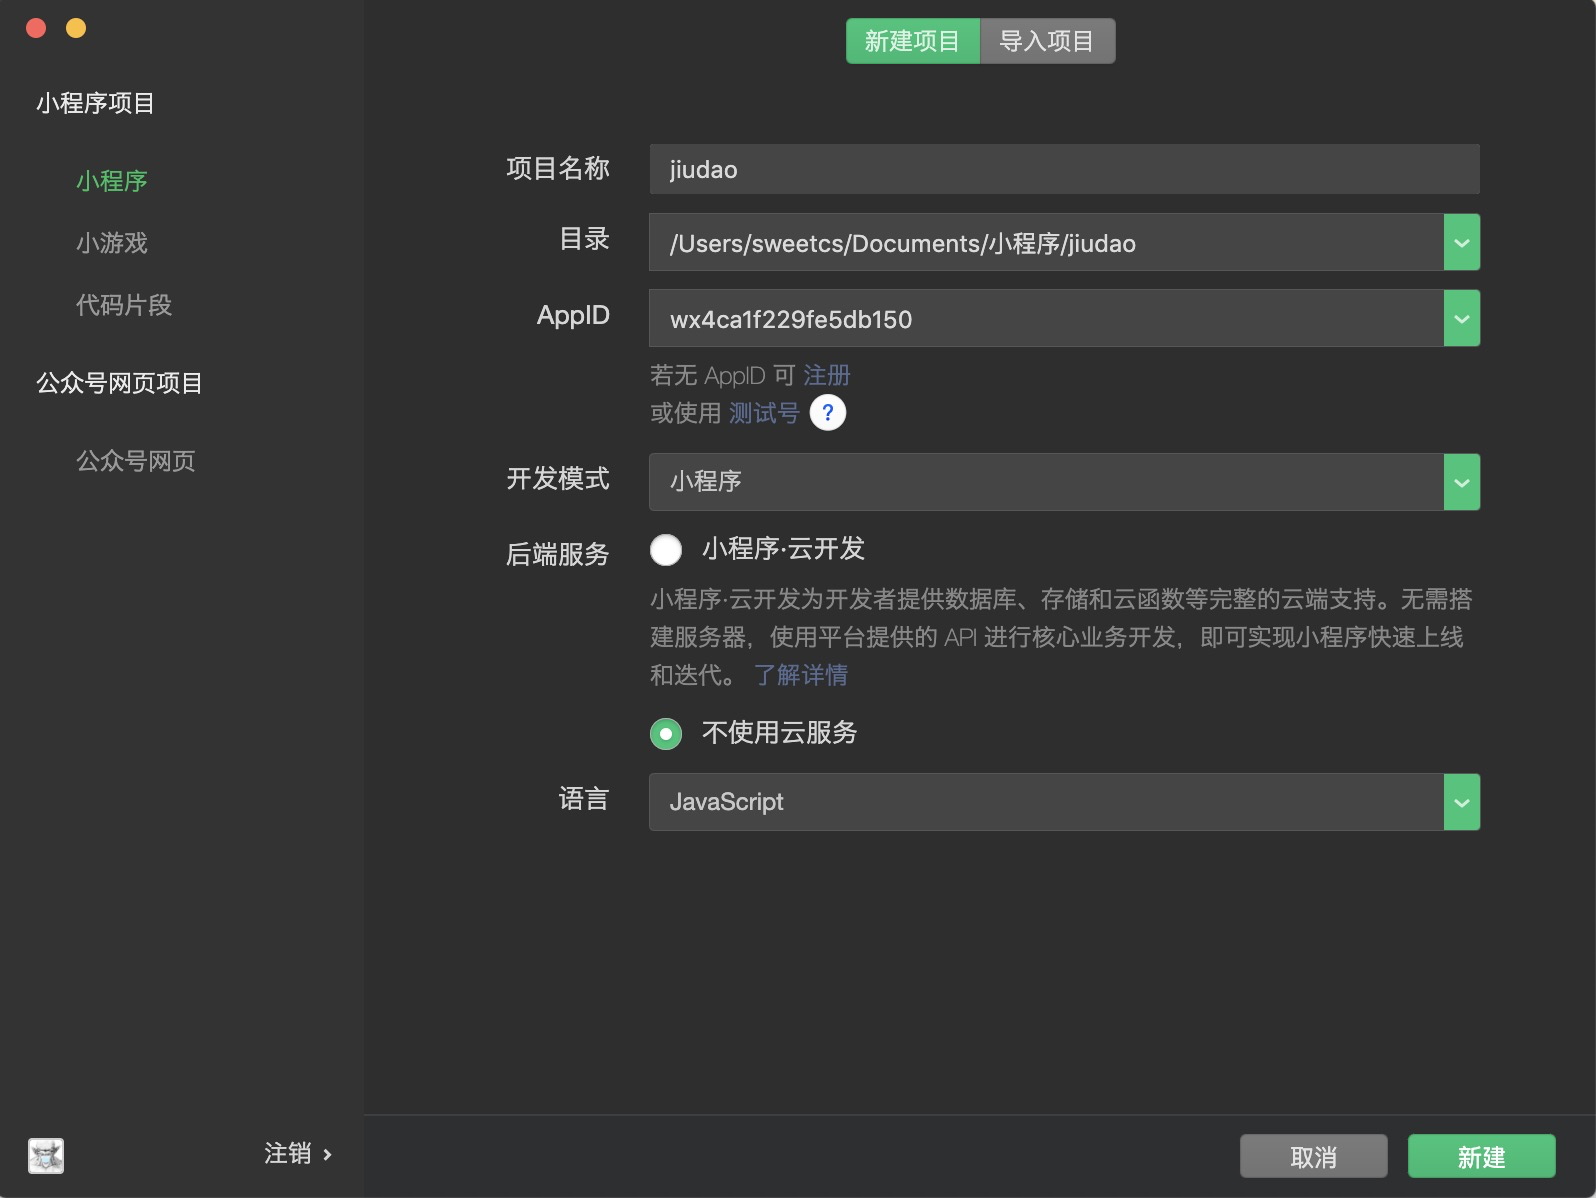 新建项目
导入项目
小程序项目
小程序
小游戏
代码片段
公众号网页项目
公众号网页
项目名称
jiudao
目录
/Users/sweetcs/Documents/小程序/jiudao
AppID
wx4ca1f229fe5db150
若无 AppID 可 注册
或使用 测试号 ?
开发模式
小程序
后端服务
小程序·云开发
小程序·云开发为开发者提供数据库、存储和云函数等完整的云端支持。无需搭
建服务器，使用平台提供的 API 进行核心业务开发，即可实现小程序快速上线
和迭代。 了解详情
不使用云服务
语言
JavaScript
注销
取消
新建